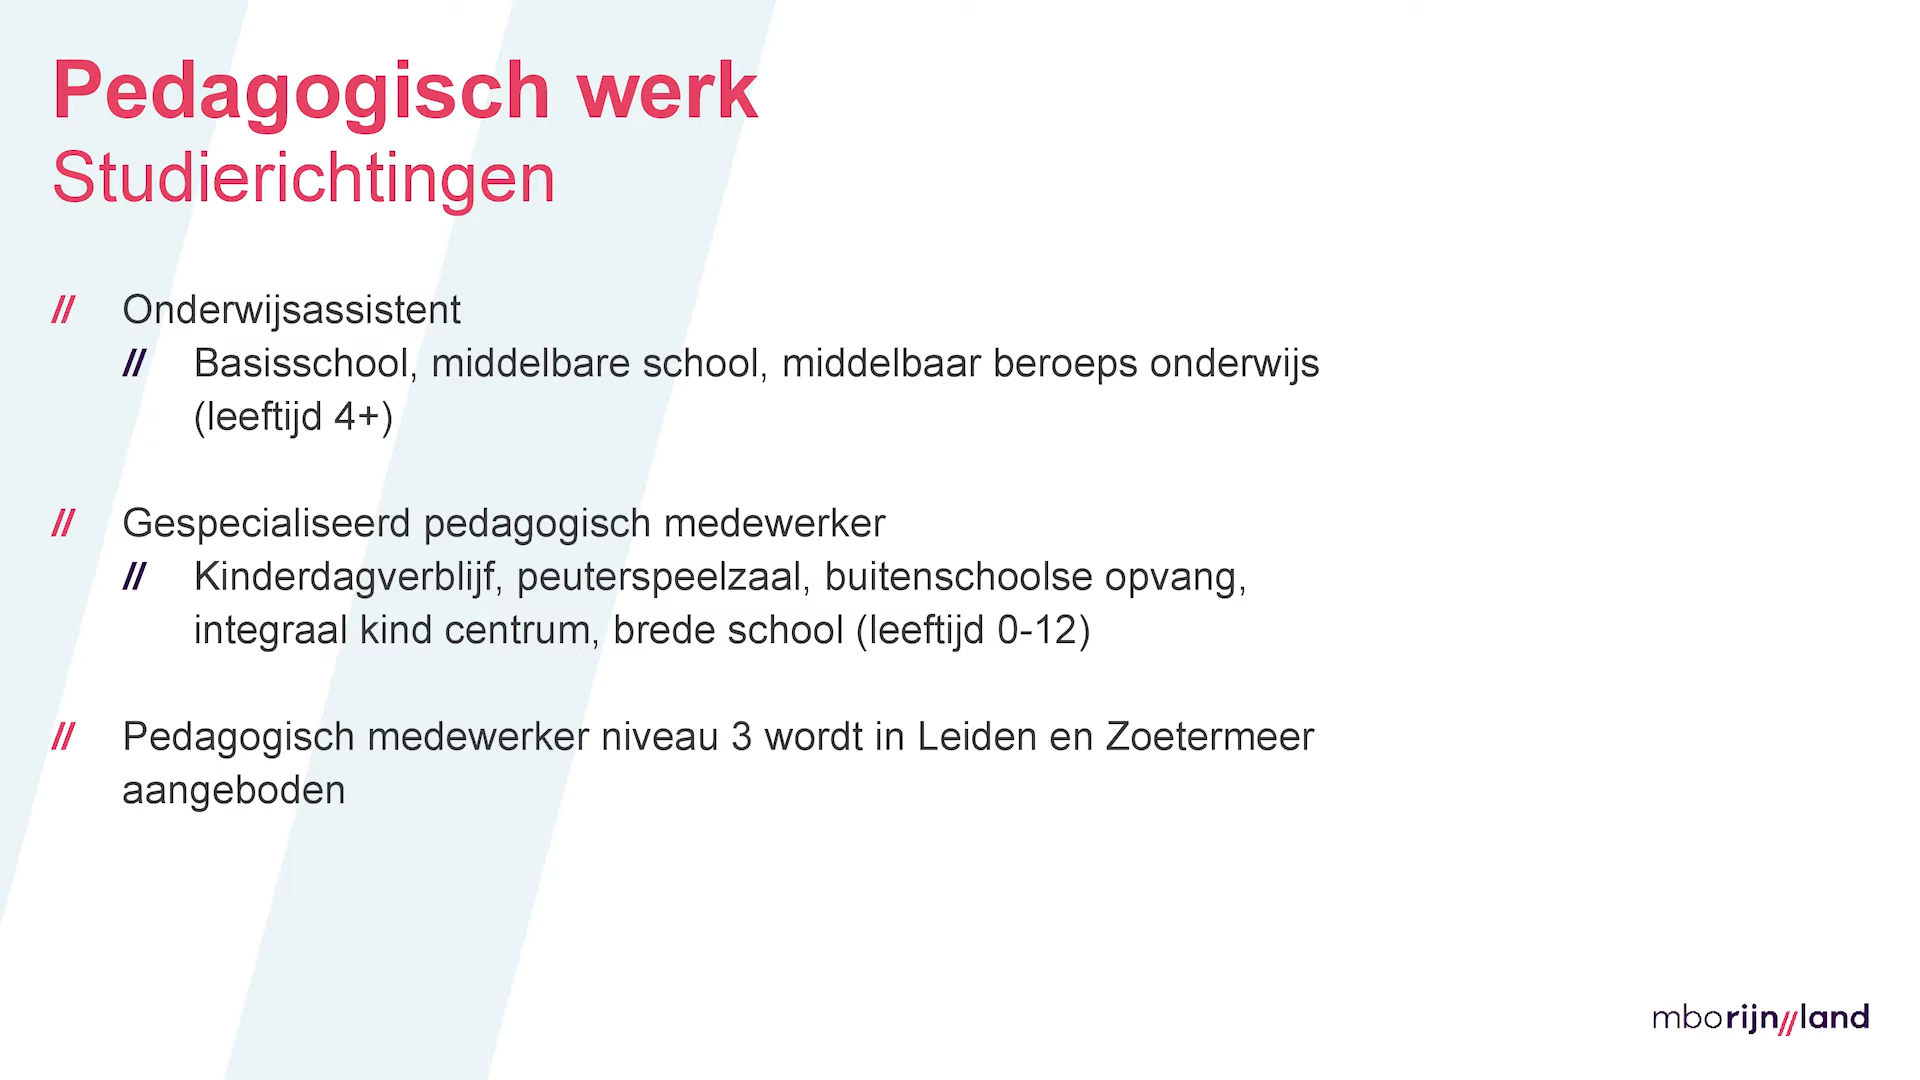 Pedagogisch werk
Studierichtingen
// Onderwijsassistent
// Basisschool, middelbare school, middelbaar beroeps onderwijs
(leeftijd 4+)
// Gespecialiseerd pedagogisch medewerker
// Kinderdagverblijf, peuterspeelzaal, buitenschoolse opvang,
integraal kind centrum, brede school (leeftijd 0-12)
// Pedagogisch medewerker niveau 3 wordt in Leiden en Zoetermeer
aangeboden
mborijn//land